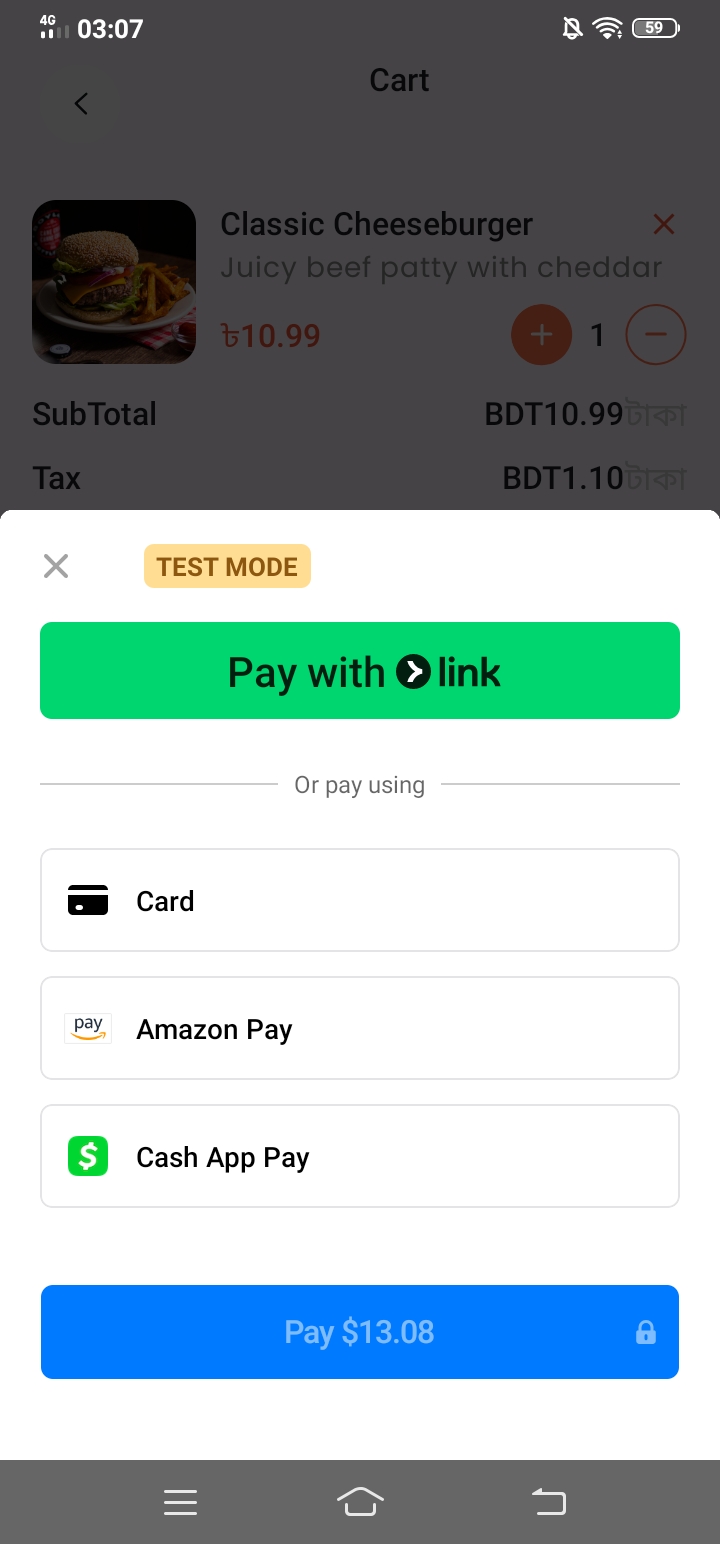 4G 03:07 59
Cart
Classic Cheeseburger
Juicy beef patty with cheddar
৳10.99
1
SubTotal BDT10.99টাকা
Tax BDT1.10টাকা
TEST MODE
Pay with link
Or pay using
Card
pay Amazon Pay
$ Cash App Pay
Pay $13.08